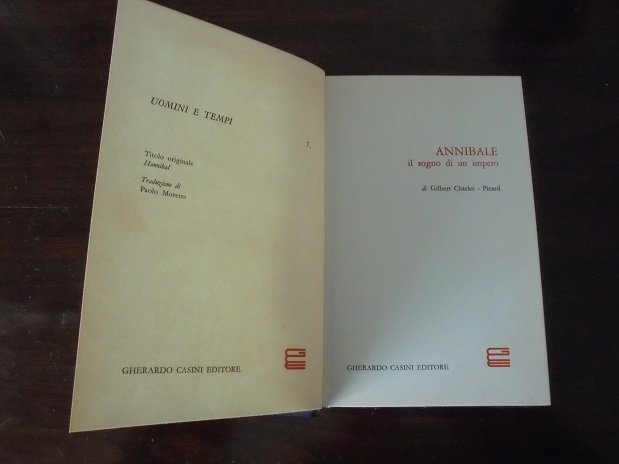 UOMINI E TEMPI
7.
Titolo originale
Hannibal
Traduzione di
Paolo Moreno
GHERARDO CASINI EDITORE
ANNIBALE
il sogno di un impero
di Gilbert Charles - Picard
GHERARDO CASINI EDITORE